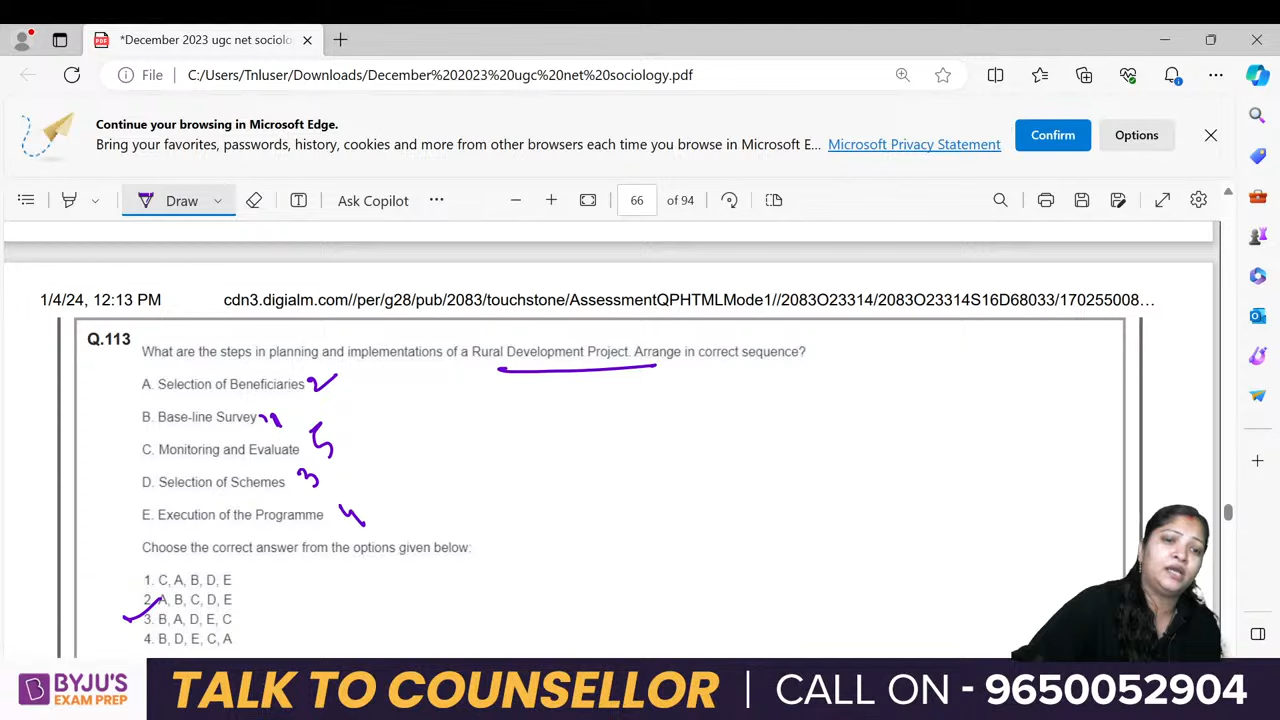 *December 2023 ugc net sociolo
File C:/Users/Tnluser/Downloads/December%202023%20ugc%20net%20sociology.pdf
Continue your browsing in Microsoft Edge.
Bring your favorites, passwords, history, cookies and more from other browsers each time you browse in Microsoft E... Microsoft Privacy Statement
Confirm Options
Draw Ask Copilot 66 of 94
1/4/24, 12:13 PM cdn3.digialm.com//per/g28/pub/2083/touchstone/AssessmentQPHTMLMode1//2083O23314/2083O23314S16D68033/170255008...
Q.113
What are the steps in planning and implementations of a Rural Development Project. Arrange in correct sequence?
A. Selection of Beneficiaries 2
B. Base-line Survey
C. Monitoring and Evaluate 5
D. Selection of Schemes 3
E. Execution of the Programme 4
Choose the correct answer from the options given below:
1. C, A, B, D, E
2. A, B, C, D, E
3. B, A, D, E, C
4. B, D, E, C, A
BYJU'S
EXAM PREP
TALK TO COUNSELLOR | CALL ON - 9650052904